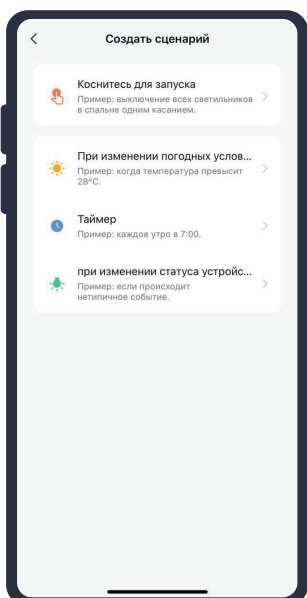 Создать сценарий
Коснитесь для запуска
Пример: выключение всех светильников
в спальне одним касанием.
При изменении погодных услов...
Пример: когда температура превысит
28°C.
Таймер
Пример: каждое утро в 7:00.
при изменении статуса устройс...
Пример: если происходит
нетипичное событие.